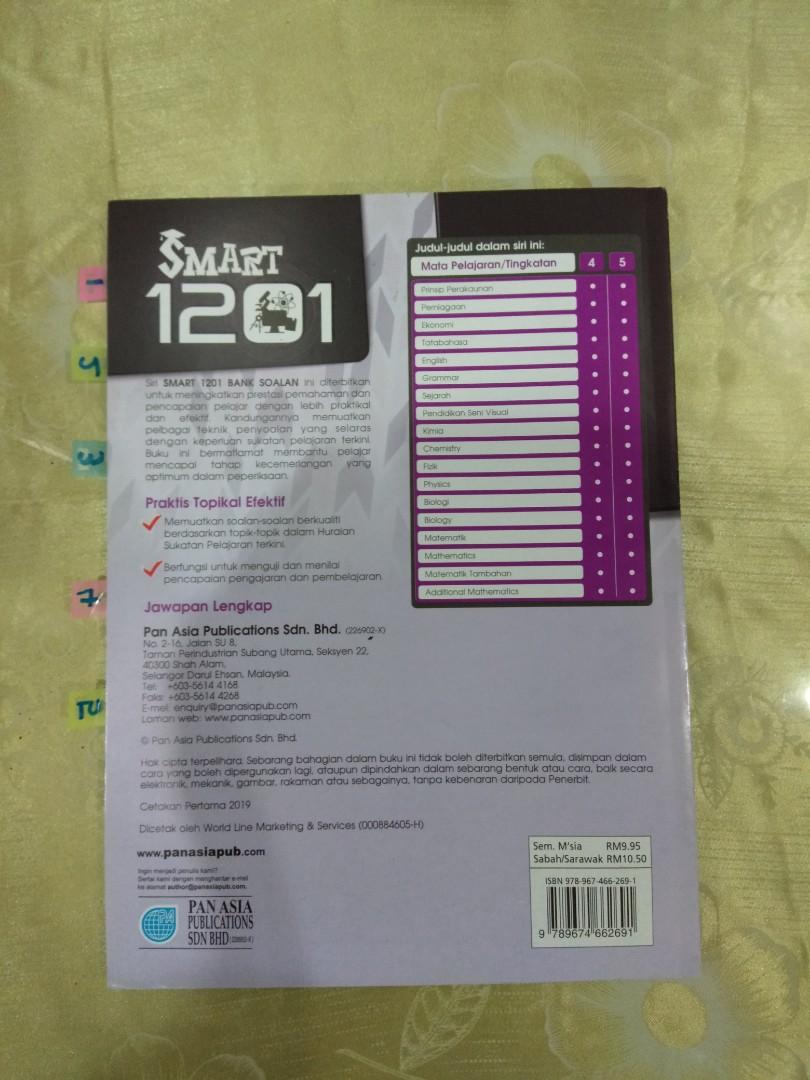 SMART
1201
Siri SMART 1201 BANK SOALAN ini diterbitkan
untuk meningkatkan prestasi pemahaman dan
pencapaian pelajar dengan lebih praktikal
dan efektif. Kandungannya memuatkan
pelbagai teknik penyoalan yang selaras
dengan keperluan sukatan pelajaran terkini.
Buku ini bermatlamat membantu pelajar
mencapai tahap kecemerlangan yang
optimum dalam peperiksaan.
Praktis Topikal Efektif
Memuatkan soalan-soalan berkualiti
berdasarkan topik-topik dalam Huraian
Sukatan Pelajaran terkini.
Berfungsi untuk menguji dan menilai
pencapaian pengajaran dan pembelajaran.
Jawapan Lengkap
Pan Asia Publications Sdn. Bhd. (226902-X)
No. 2-16, Jalan SU 8,
Taman Perindustrian Subang Utama, Seksyen 22,
40300 Shah Alam,
Selangor Darul Ehsan, Malaysia.
Tel: +603-5614 4168
Faks: +603-5614 4268
E-mel: enquiry@panasiapub.com
Laman web: www.panasiapub.com
© Pan Asia Publications Sdn. Bhd.
Hak cipta terpelihara. Sebarang bahagian dalam buku ini tidak boleh diterbitkan semula, disimpan dalam
cara yang boleh dipergunakan lagi, ataupun dipindahkan dalam sebarang bentuk atau cara, baik secara
elektronik, mekanik, gambar, rakaman atau sebagainya, tanpa kebenaran daripada Penerbit.
Cetakan Pertama 2019
Dicetak oleh World Line Marketing & Services (000884605-H)
www.panasiapub.com
Ingin menjadi penulis kami?
Sertai kami dengan menghantar e-mel
ke alamat author@panasiapub.com.
PAN ASIA
PUBLICATIONS
SDN BHD (226902-X)
Judul-judul dalam siri ini:
Mata Pelajaran/Tingkatan 4 5
Prinsip Perakaunan
Perniagaan
Ekonomi
Tatabahasa
English
Grammar
Sejarah
Pendidikan Seni Visual
Kimia
Chemistry
Fizik
Physics
Biologi
Biology
Matematik
Mathematics
Matematik Tambahan
Additional Mathematics
Sem. M'sia RM9.95
Sabah/Sarawak RM10.50
ISBN 978-967-466-269-1
9 789674 662691